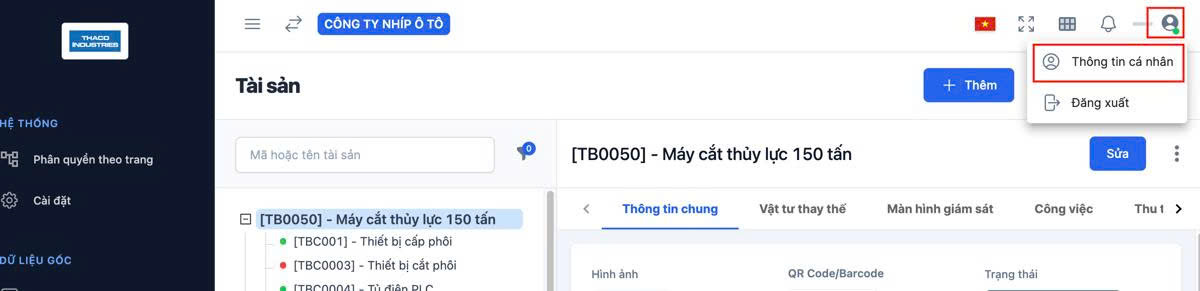 THACO
INDUSTRIES
CÔNG TY NHÍP Ô TÔ
Thông tin cá nhân
Đăng xuất
HỆ THỐNG
Phân quyền theo trang
Cài đặt
DỮ LIỆU GỐC
Tài sản
Thêm
Mã hoặc tên tài sản
0
[TB0050] - Máy cắt thủy lực 150 tấn
[TBC001] - Thiết bị cấp phôi
[TBC0003] - Thiết bị cắt phôi
[TBC0004] - Tủ điện PLC
[TB0050] - Máy cắt thủy lực 150 tấn
Sửa
Thông tin chung
Vật tư thay thế
Màn hình giám sát
Công việc
Thu t
Hình ảnh
QR Code/Barcode
Trạng thái